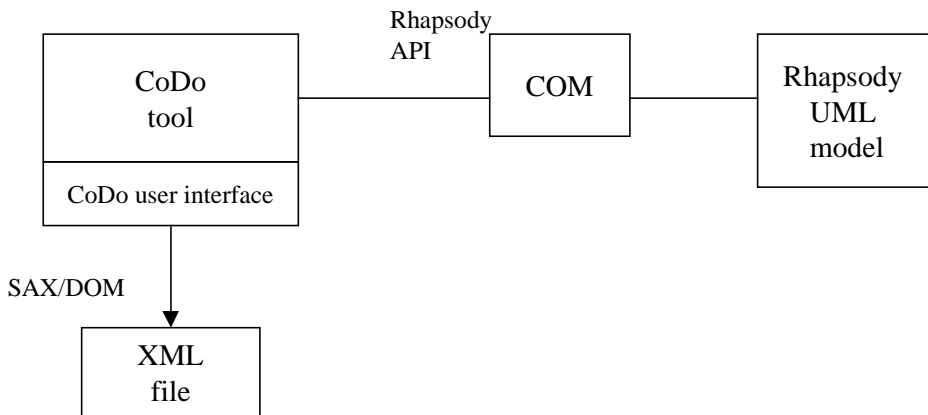 Rhapsody
API
CoDo
tool
COM
Rhapsody
UML
model
CoDo user interface
SAX/DOM
XML
file